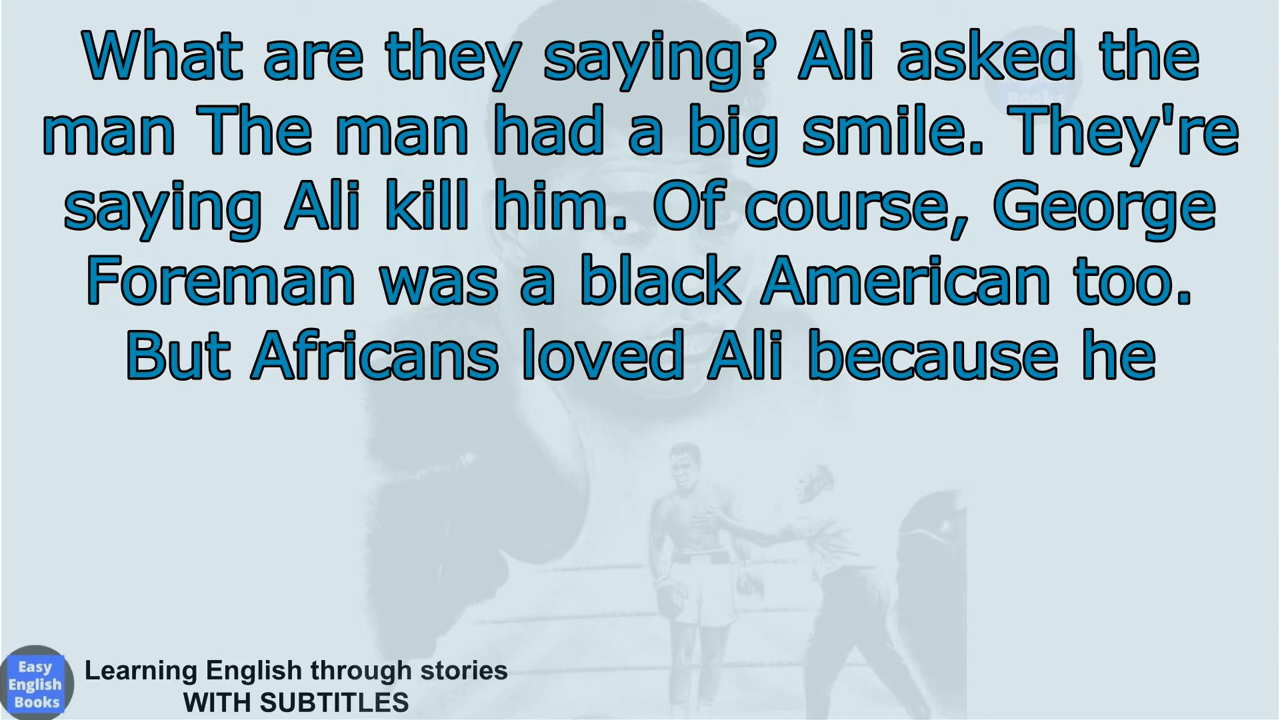 What are they saying? Ali asked the
man The man had a big smile. They're
saying Ali kill him. Of course, George
Foreman was a black American too.
But Africans loved Ali because he
Easy
English
Books
Learning English through stories
WITH SUBTITLES